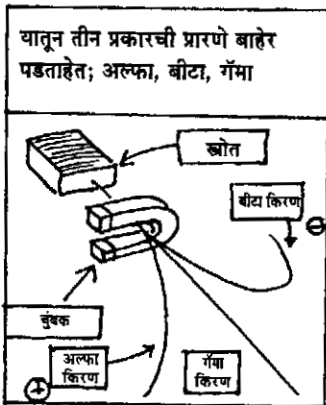 यातून तीन प्रकारची प्रारणे बाहेर
पडताहेत; अल्फा, बीटा, गॅमा
स्त्रोत
बीटा किरण
⊖
चुंबक
अल्फा
किरण
गॅमा
किरण
⊕